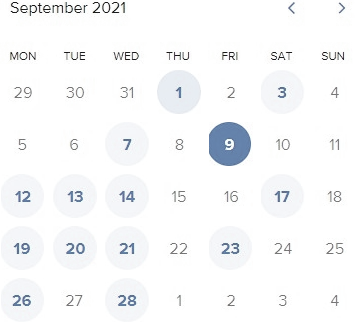 September 2021
MON TUE WED THU FRI SAT SUN
29 30 31 1 2 3 4
5 6 7 8 9 10 11
12 13 14 15 16 17 18
19 20 21 22 23 24 25
26 27 28 1 2 3 4